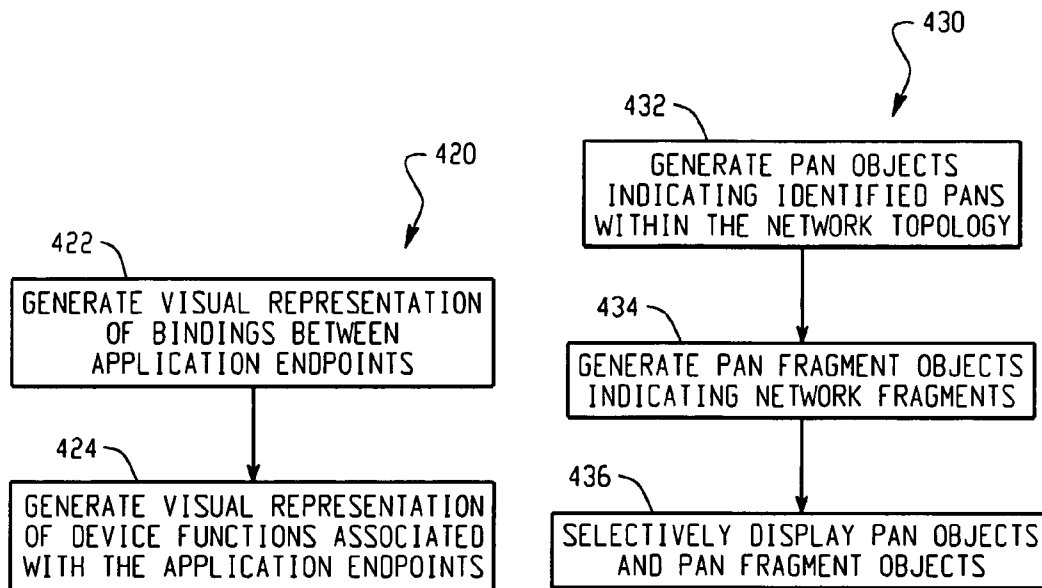 420
422
GENERATE VISUAL REPRESENTATION
OF BINDINGS BETWEEN
APPLICATION ENDPOINTS
424
GENERATE VISUAL REPRESENTATION
OF DEVICE FUNCTIONS ASSOCIATED
WITH THE APPLICATION ENDPOINTS
430
432
GENERATE PAN OBJECTS
INDICATING IDENTIFIED PANS
WITHIN THE NETWORK TOPOLOGY
434
GENERATE PAN FRAGMENT OBJECTS
INDICATING NETWORK FRAGMENTS
436
SELECTIVELY DISPLAY PAN OBJECTS
AND PAN FRAGMENT OBJECTS